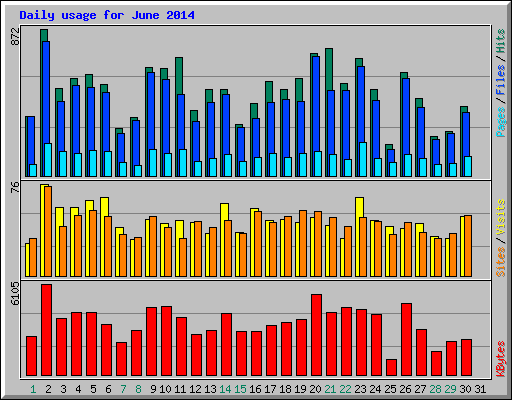 Daily usage for June 2014
872
Pages/Files/Hits
76
Sites/Visits
6105
KBytes
1 2 3 4 5 6 7 8 9 10 11 12 13 14 15 16 17 18 19 20 21 22 23 24 25 26 27 28 29 30 31